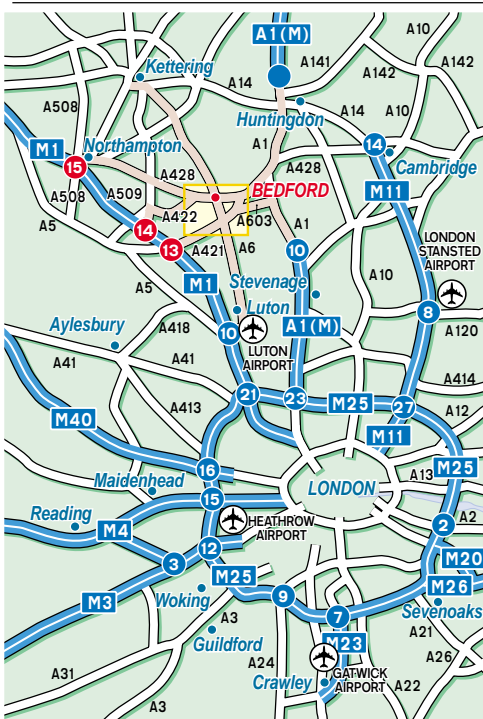 A1(M)
A10
A141
A142
Kettering
A14
A142
A508
Huntingdon
A14
A10
M1
Northampton
A1
14
Cambridge
15
A428
A428
M11
A508
A509
BEDFORD
A5
A422
A603
14
A1
13
A421
A6
10
LONDON
STANSTED
AIRPORT
A10
M1
Stevenage
A5
Luton
8
Aylesbury
A418
10
A1(M)
A120
LUTON
AIRPORT
A41
A41
A414
21
23
M25
27
A12
M40
A413
M11
16
M25
A13
Maidenhead
15
LONDON
Reading
A2
M4
HEATHROW
AIRPORT
2
12
3
M20
M25
M26
M3
Woking
9
Sevenoaks
A3
7
Guildford
A21
M23
A31
A24
A26
GATWICK
AIRPORT
Crawley
A22
A3